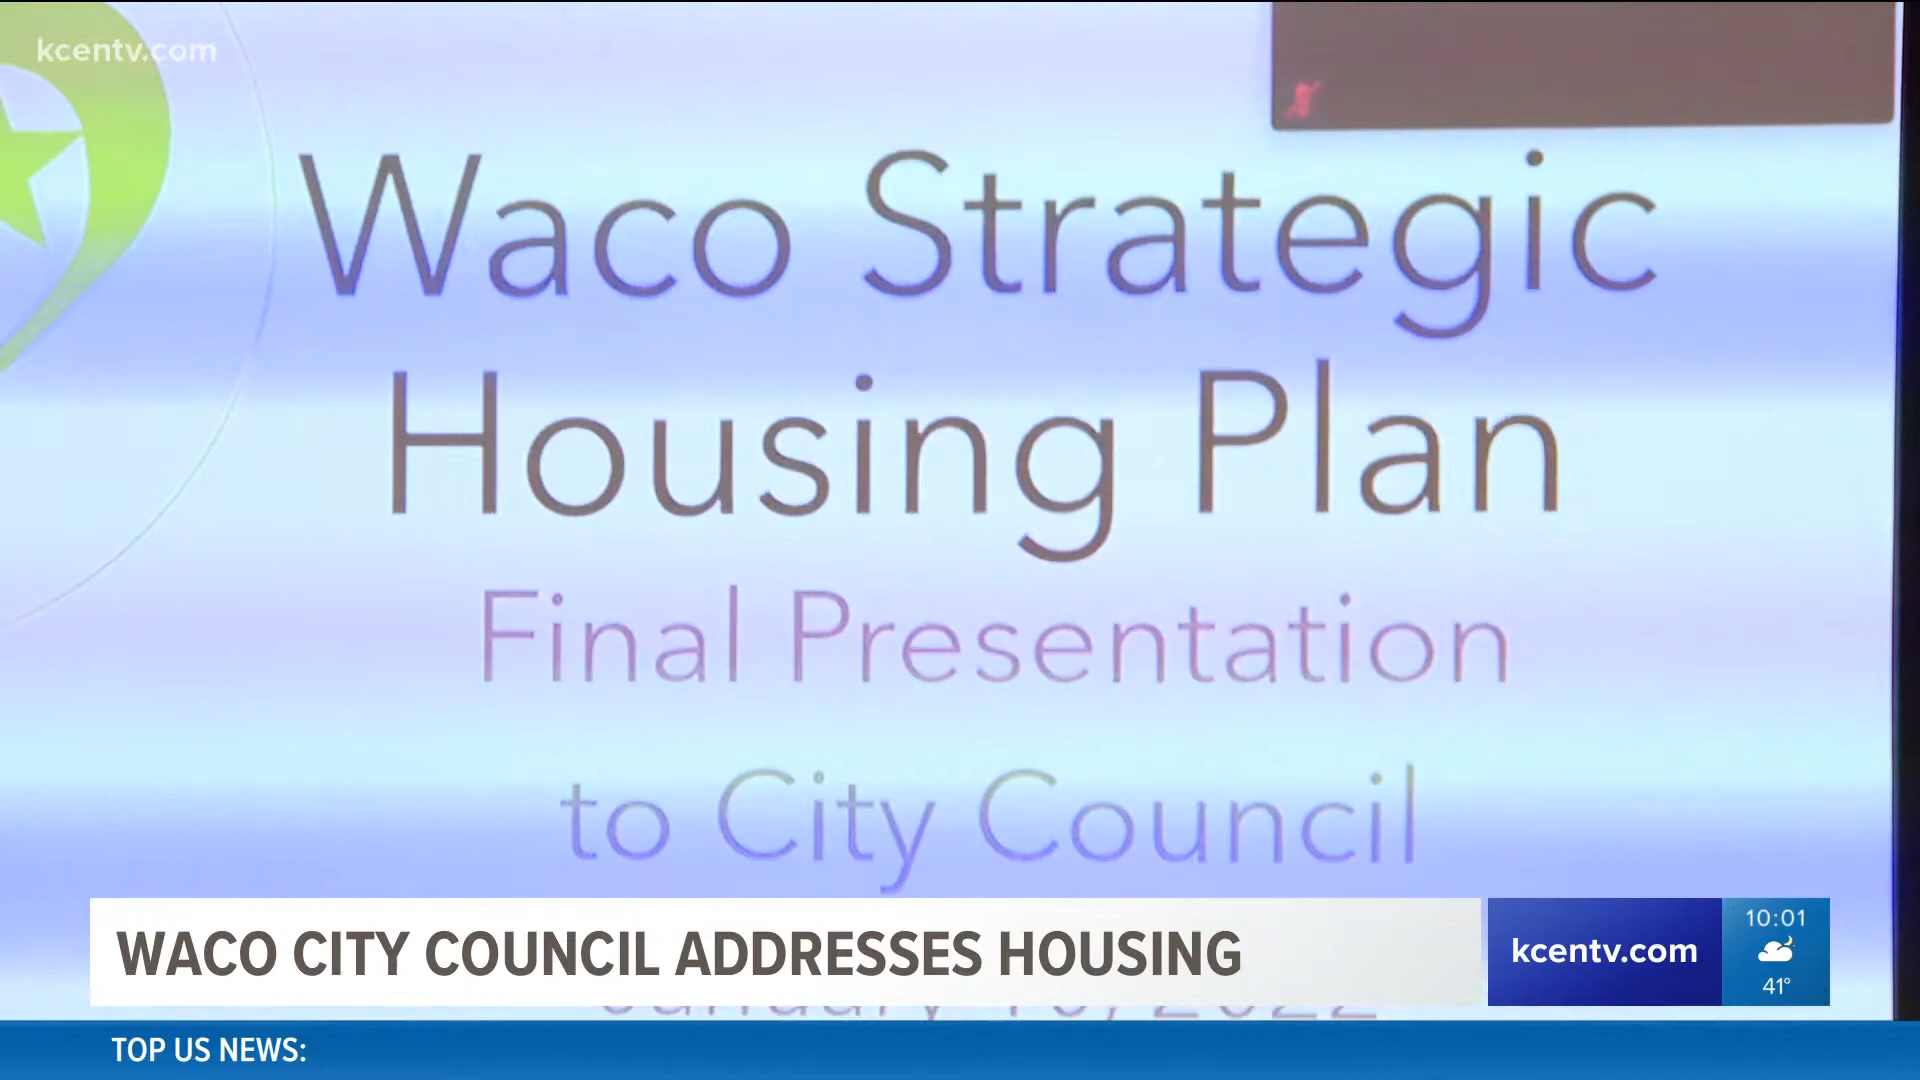 kcentv.com
Waco Strategic
Housing Plan
Final Presentation
to City Council
WACO CITY COUNCIL ADDRESSES HOUSING
kcentv.com
10:01
41°
TOP US NEWS: